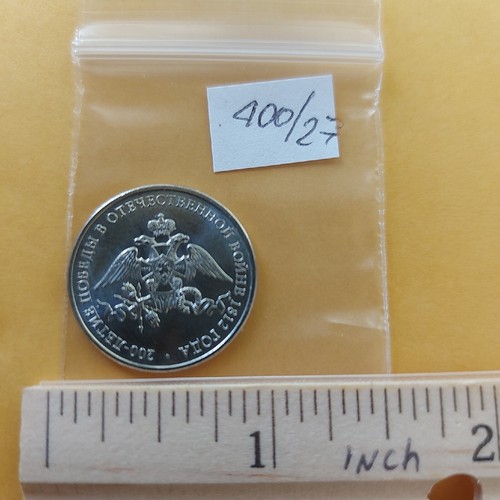 400/27
200-ЛЕТИЕ ПОБЕДЫ В ОТЕЧЕСТВЕННОЙ ВОЙНЕ 1812 ГОДА
1 INCH 2